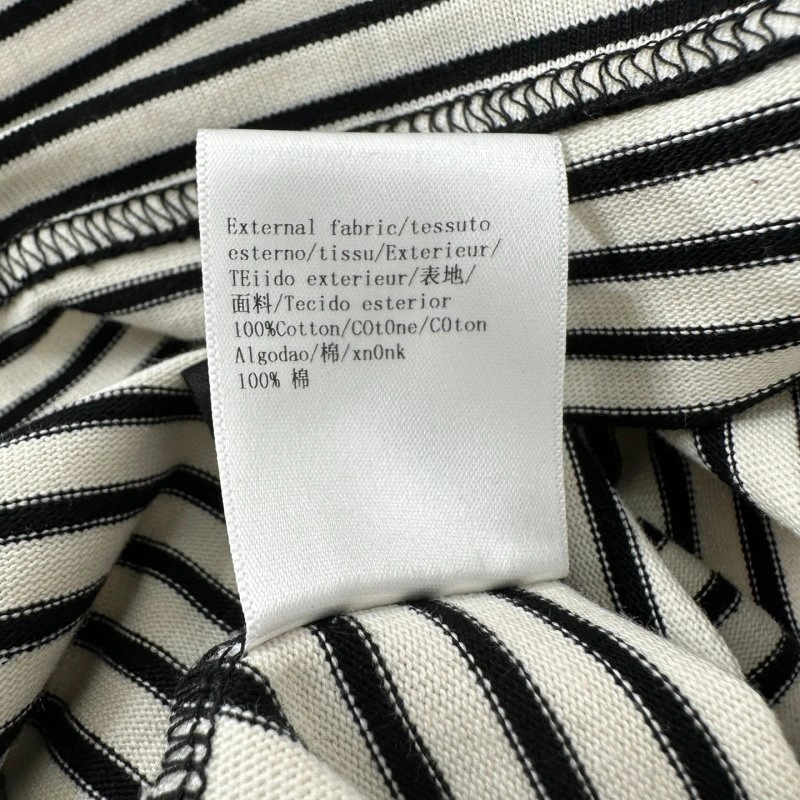 External fabric/tessuto
esterno/tissu/Exterieur/
TEiido exterieur/表地/
面料/Tecido esterior
100%Cotton/COtOne/COton
Algodao/棉/xnOnk
100% 棉